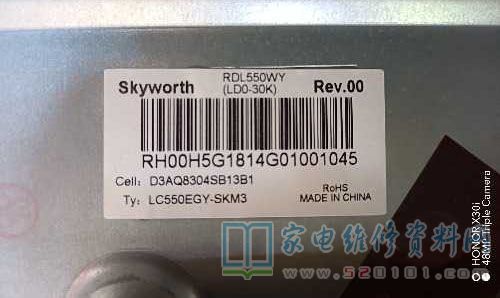 Skyworth
RDL550WY
(LD0-30K)
Rev.00
RH00H5G1814G01001045
Cell: D3AQ8304SB13B1
Ty: LC550EGY-SKM3
RoHS
MADE IN CHINA
家电维修资料网
www.520101.com
HONOR X30i
48MP Triple Camera